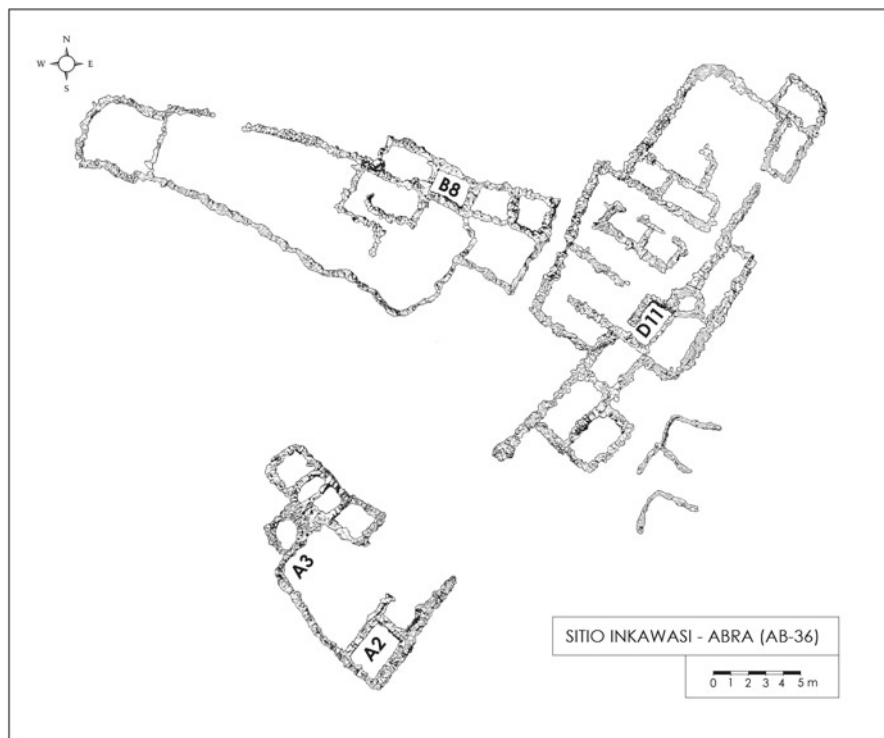 N
W E
S
B8
D11
A3
A2
SITIO INKAWASI - ABRA (AB-36)
0 1 2 3 4 5 m